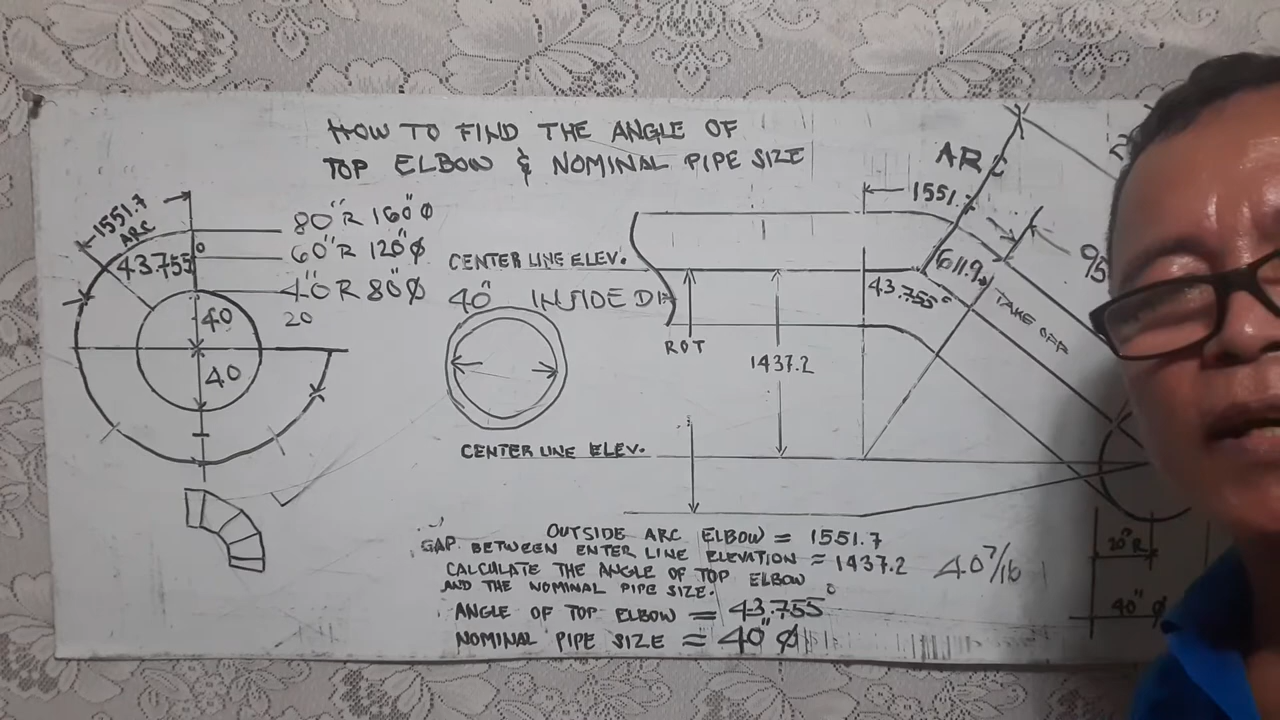 HOW TO FIND THE ANGLE OF
TOP ELBOW & NOMINAL PIPE SIZE
1551.7
ARC
43.755°
80"R 160"Ø
60"R 120"Ø
40"R 80"Ø
20
40
40
CENTER LINE ELEV.
40" INSIDE DIA
CENTER LINE ELEV.
ROT
1437.2
ARC
1551.7
611.9
43.755°
TAKE OFF
95
20"R
40" Ø
OUTSIDE ARC ELBOW = 1551.7
GAP BETWEEN ENTER LINE ELEVATION = 1437.2
CALCULATE THE ANGLE OF TOP ELBOW
AND THE NOMINAL PIPE SIZE.
40 7/16
ANGLE OF TOP ELBOW = 43.755°
NOMINAL PIPE SIZE = 40" Ø